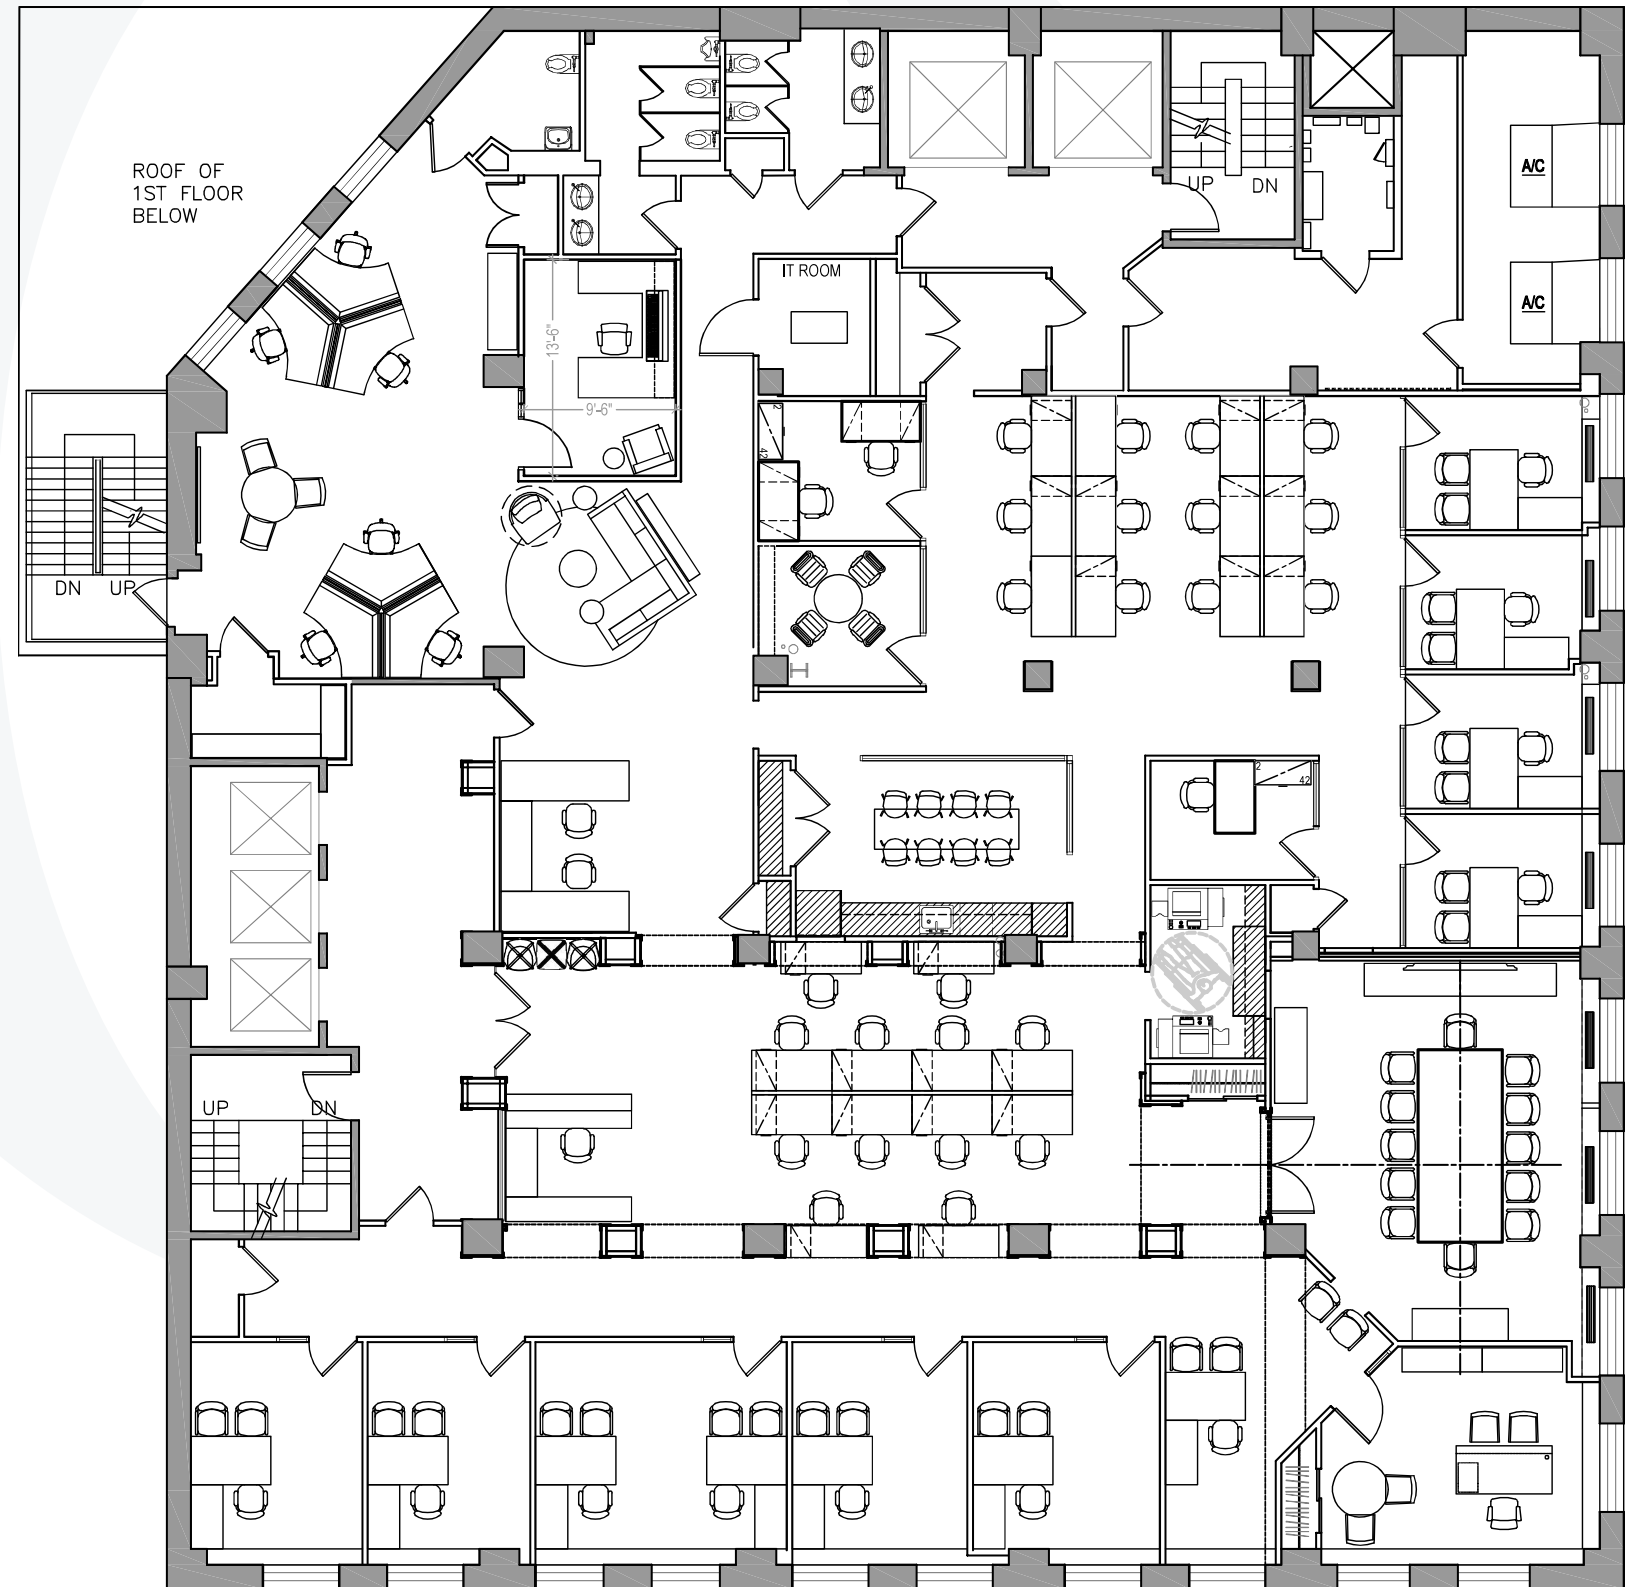 ROOF OF
1ST FLOOR
BELOW
UP
DN
A/C
IT ROOM
A/C
13'-6"
9'-6"
2
42
DN
UP
2
42
UP
DN